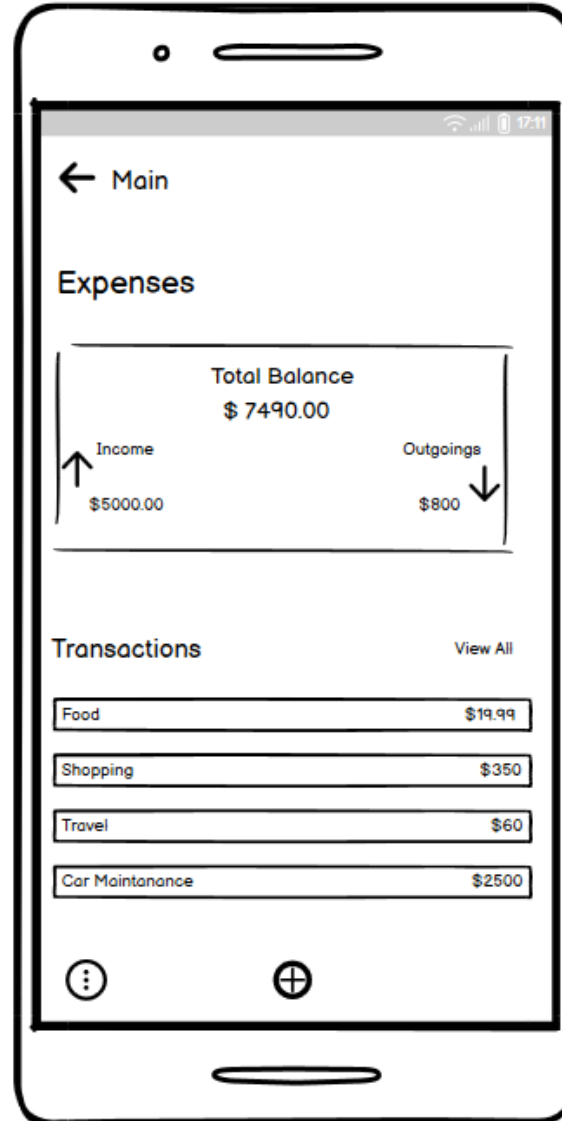 17:11
Main
Expenses
Total Balance
$ 7490.00
Income Outgoings
$5000.00 $800
Transactions View All
Food $19.99
Shopping $350
Travel $60
Car Maintanance $2500